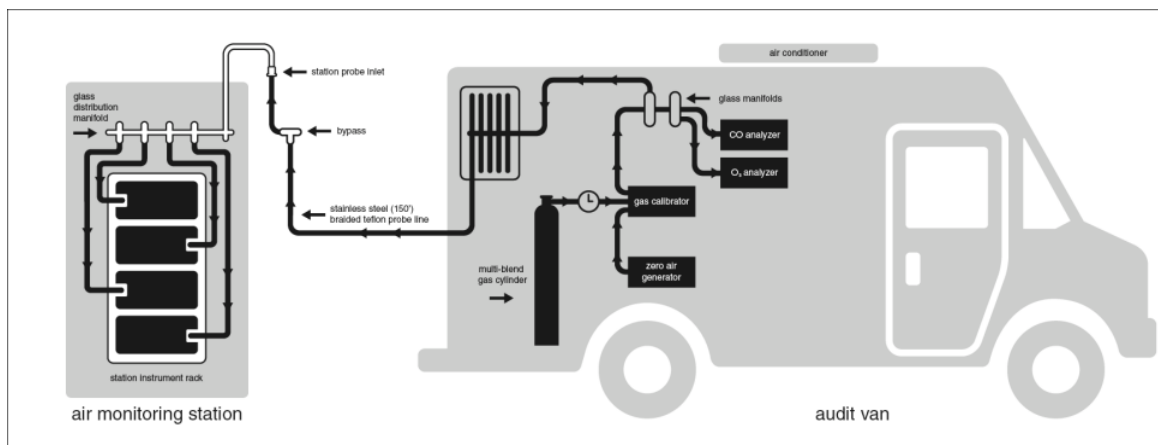 air conditioner
station probe inlet
glass
distribution
manifold
glass manifolds
bypass
CO analyzer
O₃ analyzer
stainless steel (150')
braided teflon probe line
gas calibrator
multi-blend
gas cylinder
zero air
generator
station instrument rack
air monitoring station
audit van